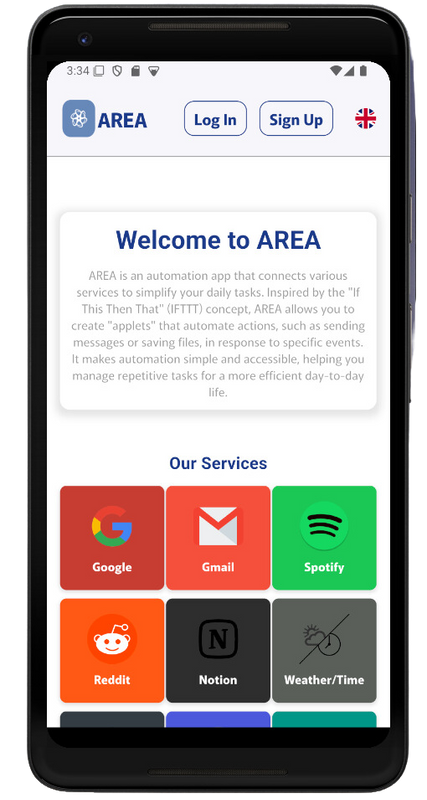 3:34
AREA
Log In
Sign Up
Welcome to AREA
AREA is an automation app that connects various
services to simplify your daily tasks. Inspired by the "If
This Then That" (IFTTT) concept, AREA allows you to
create "applets" that automate actions, such as sending
messages or saving files, in response to specific events.
It makes automation simple and accessible, helping you
manage repetitive tasks for a more efficient day-to-day
life.
Our Services
Google
Gmail
Spotify
Reddit
Notion
Weather/Time